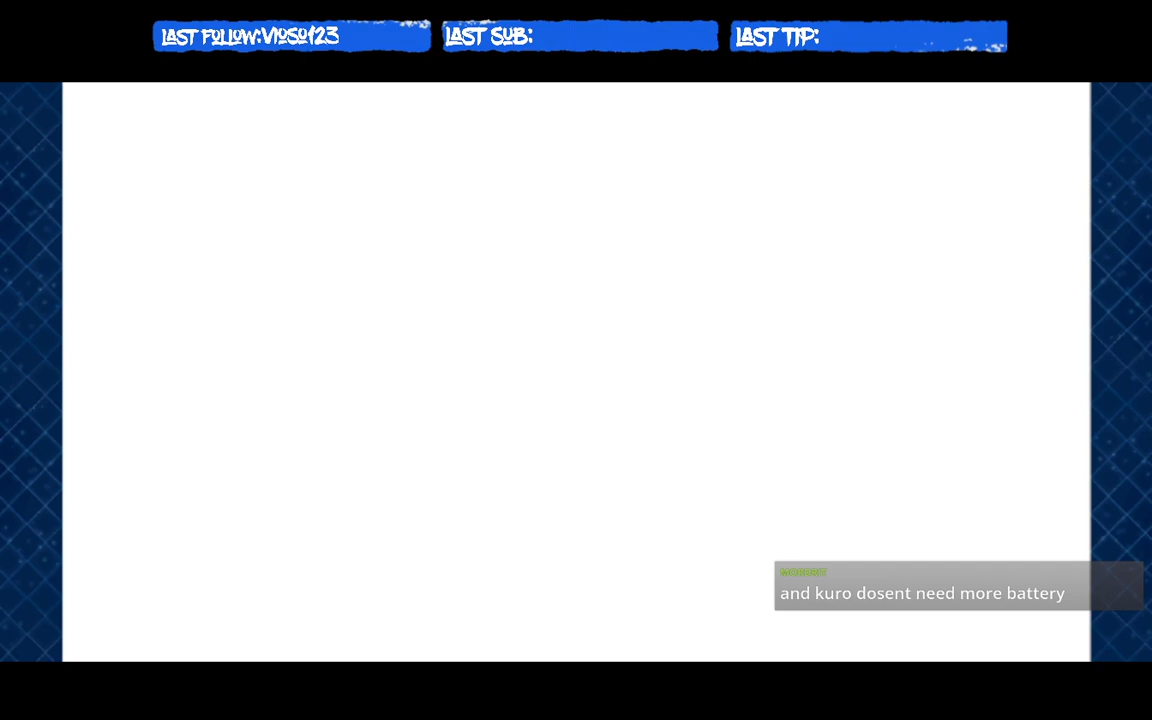 LAST FOLLOW:VIOSO123
LAST SUB:
LAST TIP:
and kuro dosent need more battery